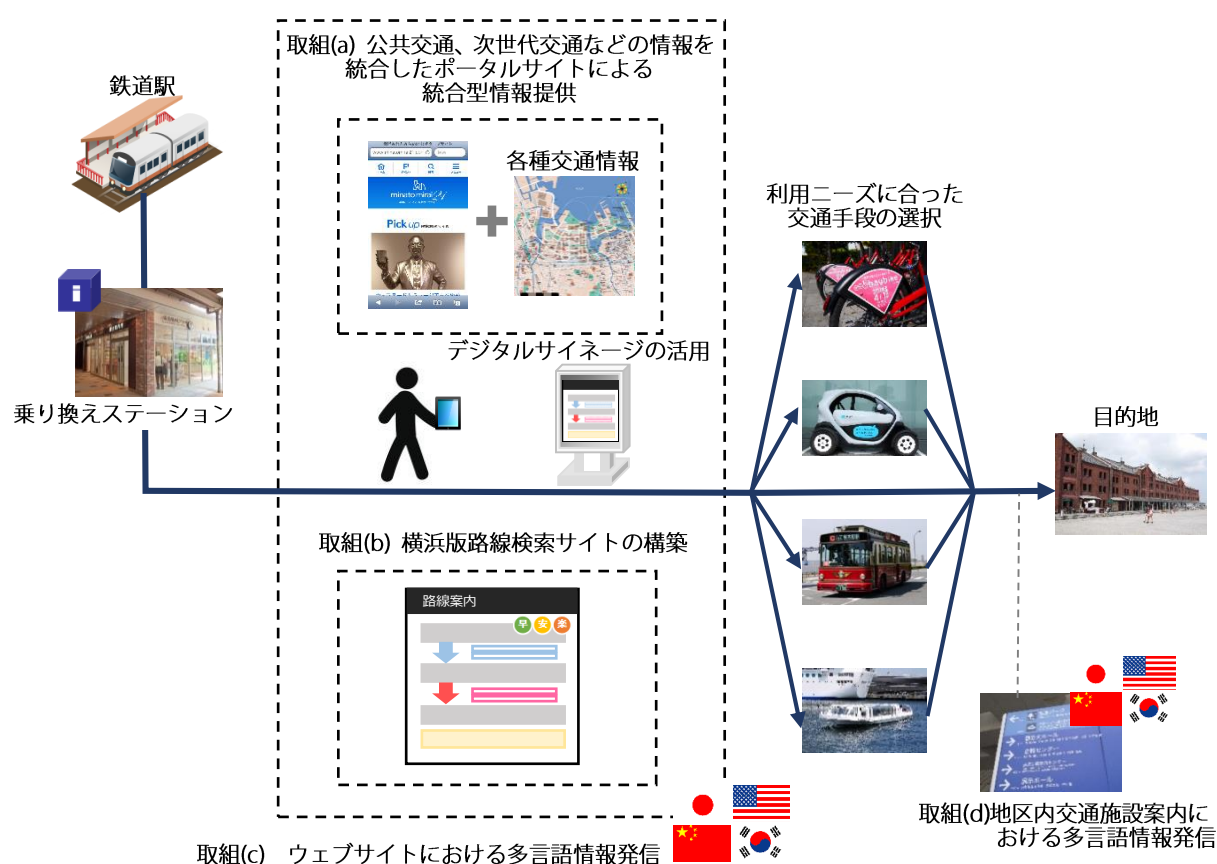 取組(a) 公共交通、次世代交通などの情報を
統合したポータルサイトによる
統合型情報提供
鉄道駅
各種交通情報
minatomirai 21
Pick up
利用ニーズに合った
交通手段の選択
デジタルサイネージの活用
i
乗り換えステーション
目的地
取組(b) 横浜版路線検索サイトの構築
路線案内
早 安 楽
取組(d)地区内交通施設案内に
おける多言語情報発信
取組(c) ウェブサイトにおける多言語情報発信